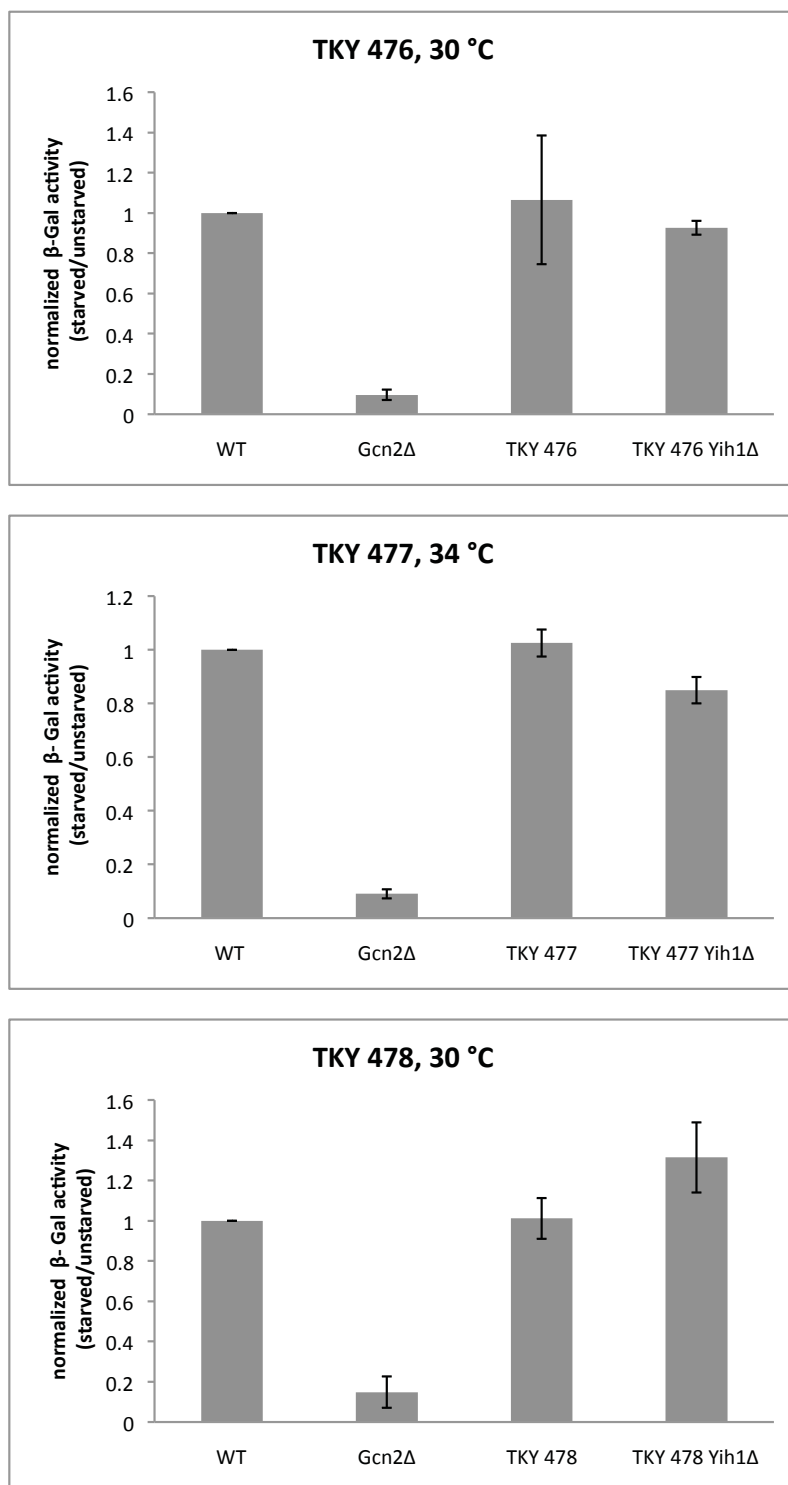 TKY 476, 30 °C
normalized β-Gal activity
(starved/unstarved)
1.6
1.4
1.2
1
0.8
0.6
0.4
0.2
0
WT Gcn2Δ TKY 476 TKY 476 Yih1Δ
TKY 477, 34 °C
normalized β- Gal activity
(starved/unstarved)
1.2
1
0.8
0.6
0.4
0.2
0
WT Gcn2Δ TKY 477 TKY 477 Yih1Δ
TKY 478, 30 °C
normalized β- Gal activity
(starved/unstarved)
1.6
1.4
1.2
1
0.8
0.6
0.4
0.2
0
WT Gcn2Δ TKY 478 TKY 478 Yih1Δ